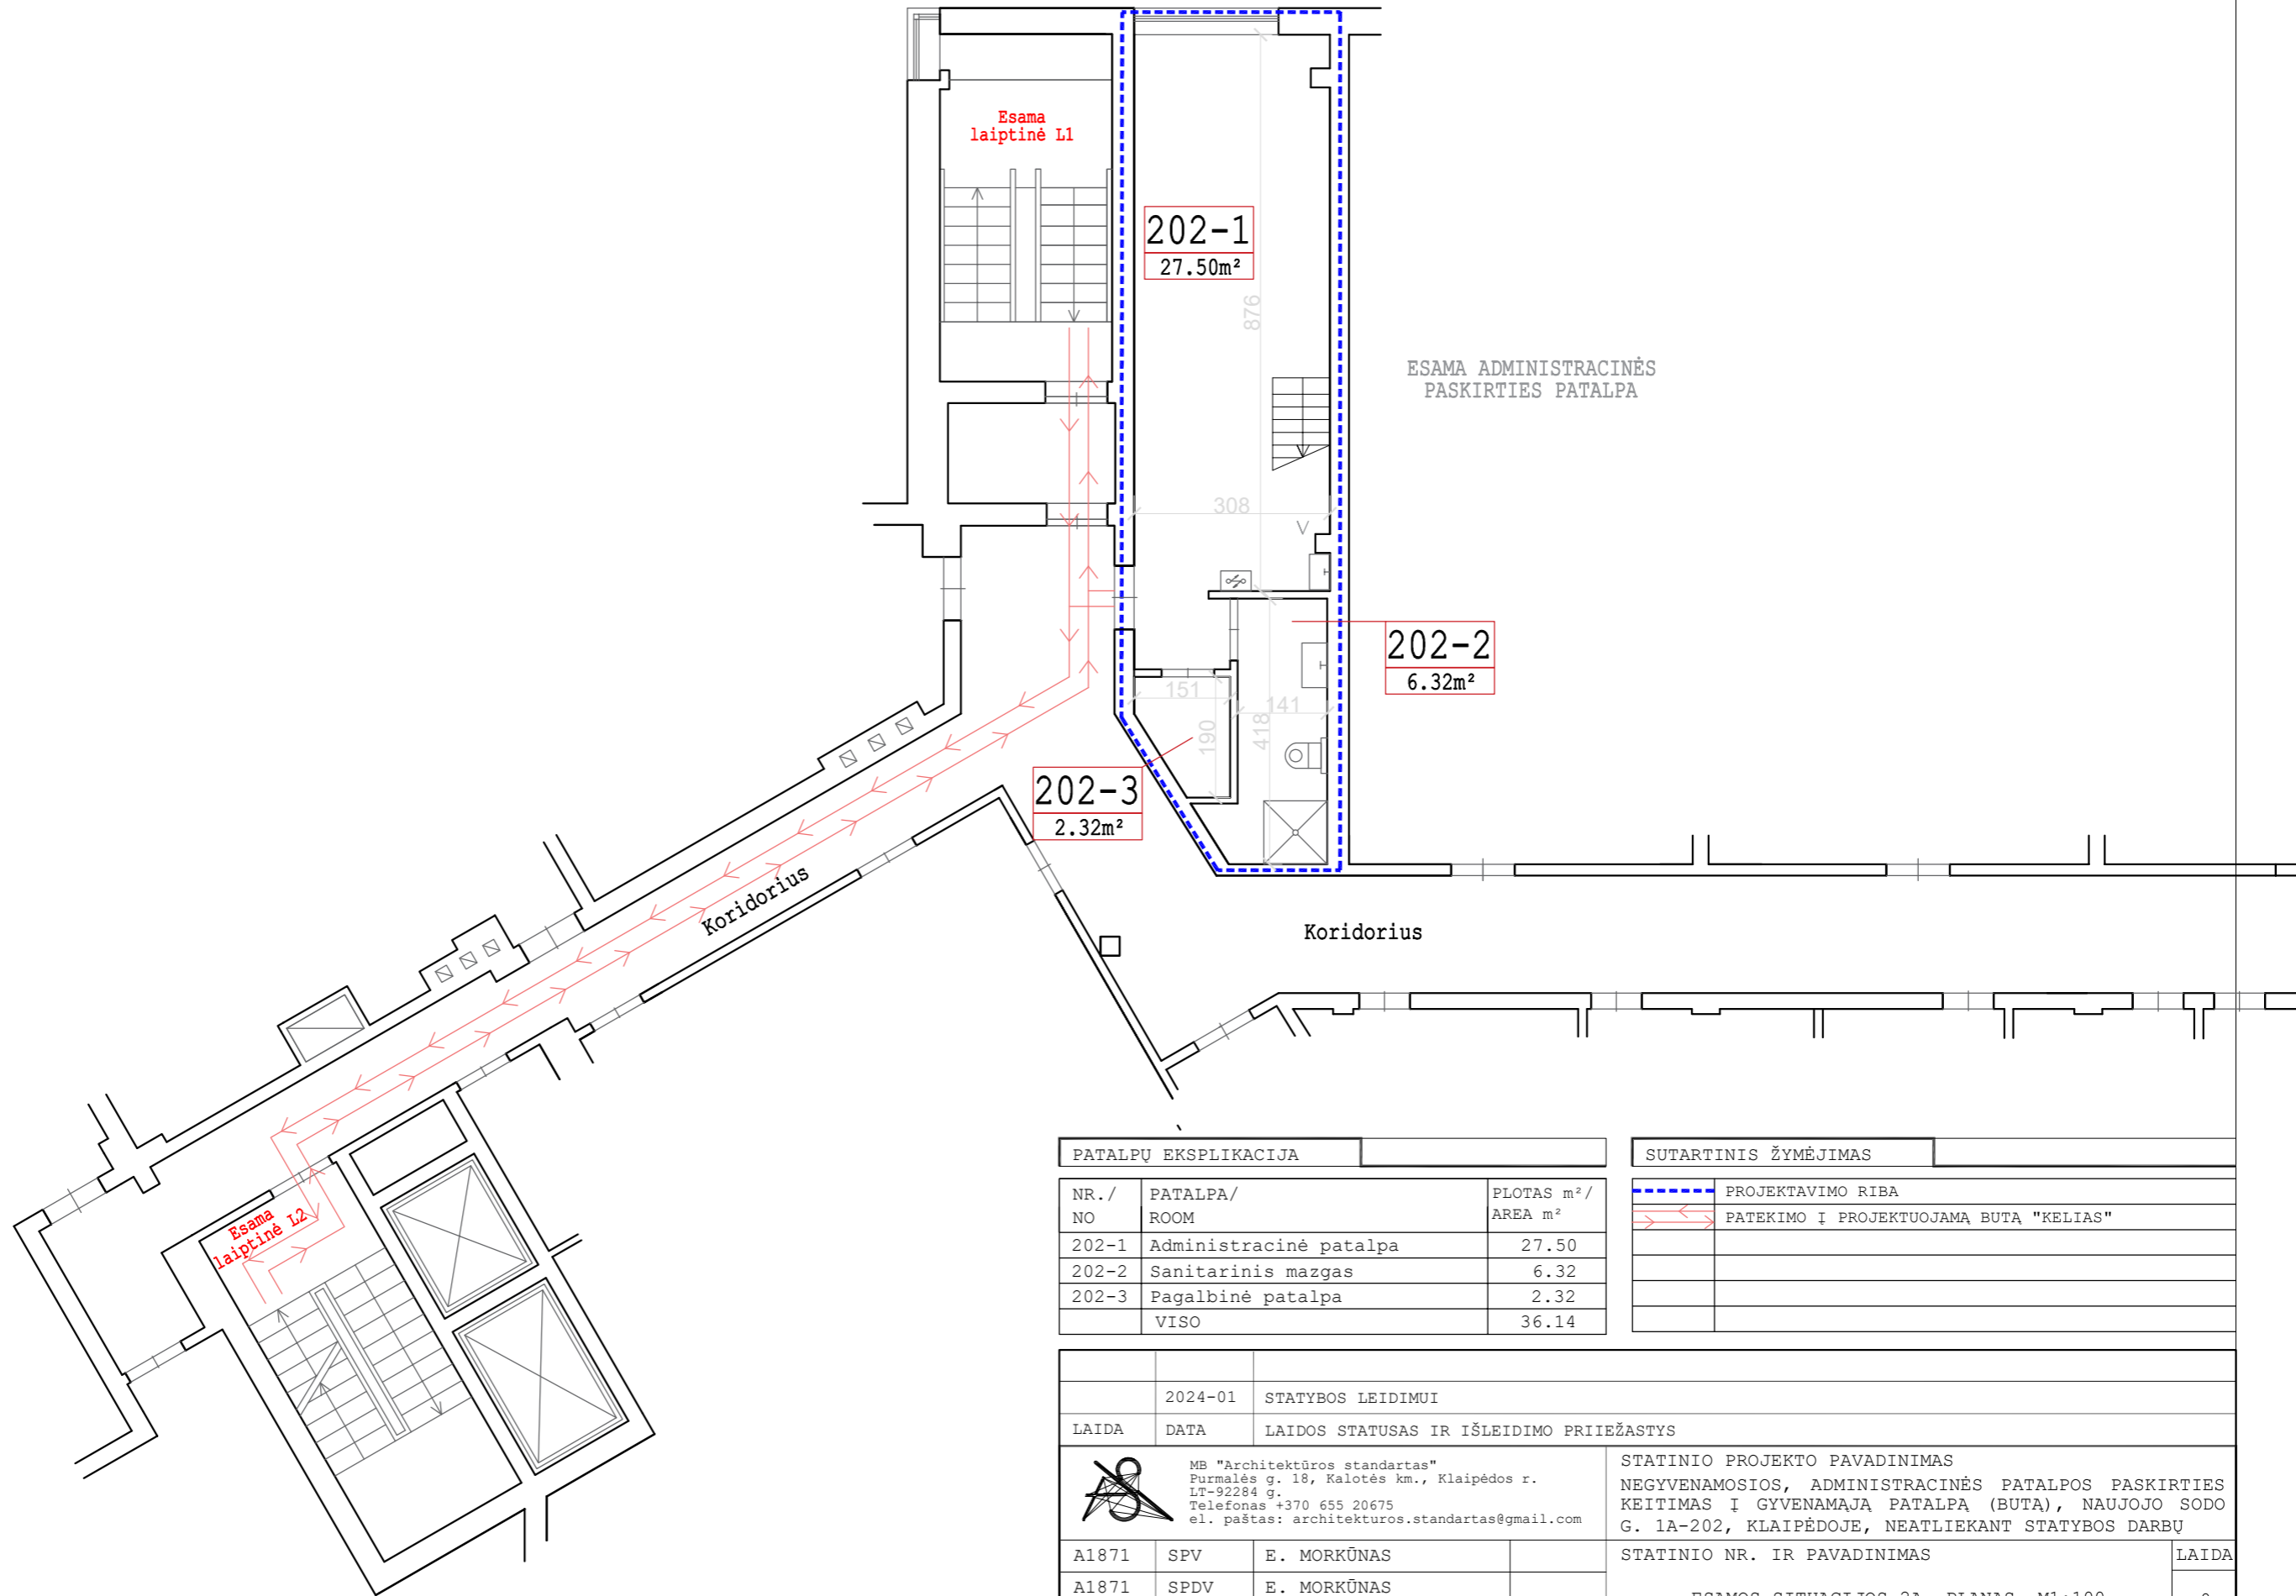 Esama
laiptinė L1
202-1
27.50m²
876
ESAMA ADMINISTRACINĖS
PASKIRTIES PATALPA
308
202-2
6.32m²
151
141
190
418
202-3
2.32m²
Koridorius
Koridorius
Esama
laiptinė L2
PATALPŲ EKSPLIKACIJA
NR./ NO PATALPA/ ROOM PLOTAS m²/ AREA m²
202-1 Administracinė patalpa 27.50
202-2 Sanitarinis mazgas 6.32
202-3 Pagalbinė patalpa 2.32
VISO 36.14
SUTARTINIS ŽYMĖJIMAS
PROJEKTAVIMO RIBA
PATEKIMO Į PROJEKTUOJAMĄ BUTĄ "KELIAS"
2024-01 STATYBOS LEIDIMUI
LAIDA DATA LAIDOS STATUSAS IR IŠLEIDIMO PRIIEŽASTYS
MB "Architektūros standartas"
Purmalės g. 18, Kalotės km., Klaipėdos r.
LT-92284 g.
Telefonas +370 655 20675
el. paštas: architekturos.standartas@gmail.com
STATINIO PROJEKTO PAVADINIMAS
NEGYVENAMOSIOS, ADMINISTRACINĖS PATALPOS PASKIRTIES
KEITIMAS Į GYVENAMĄJĄ PATALPĄ (BUTĄ), NAUJOJO SODO
G. 1A-202, KLAIPĖDOJE, NEATLIEKANT STATYBOS DARBŲ
A1871 SPV E. MORKŪNAS
A1871 SPDV E. MORKŪNAS
STATINIO NR. IR PAVADINIMAS LAIDA